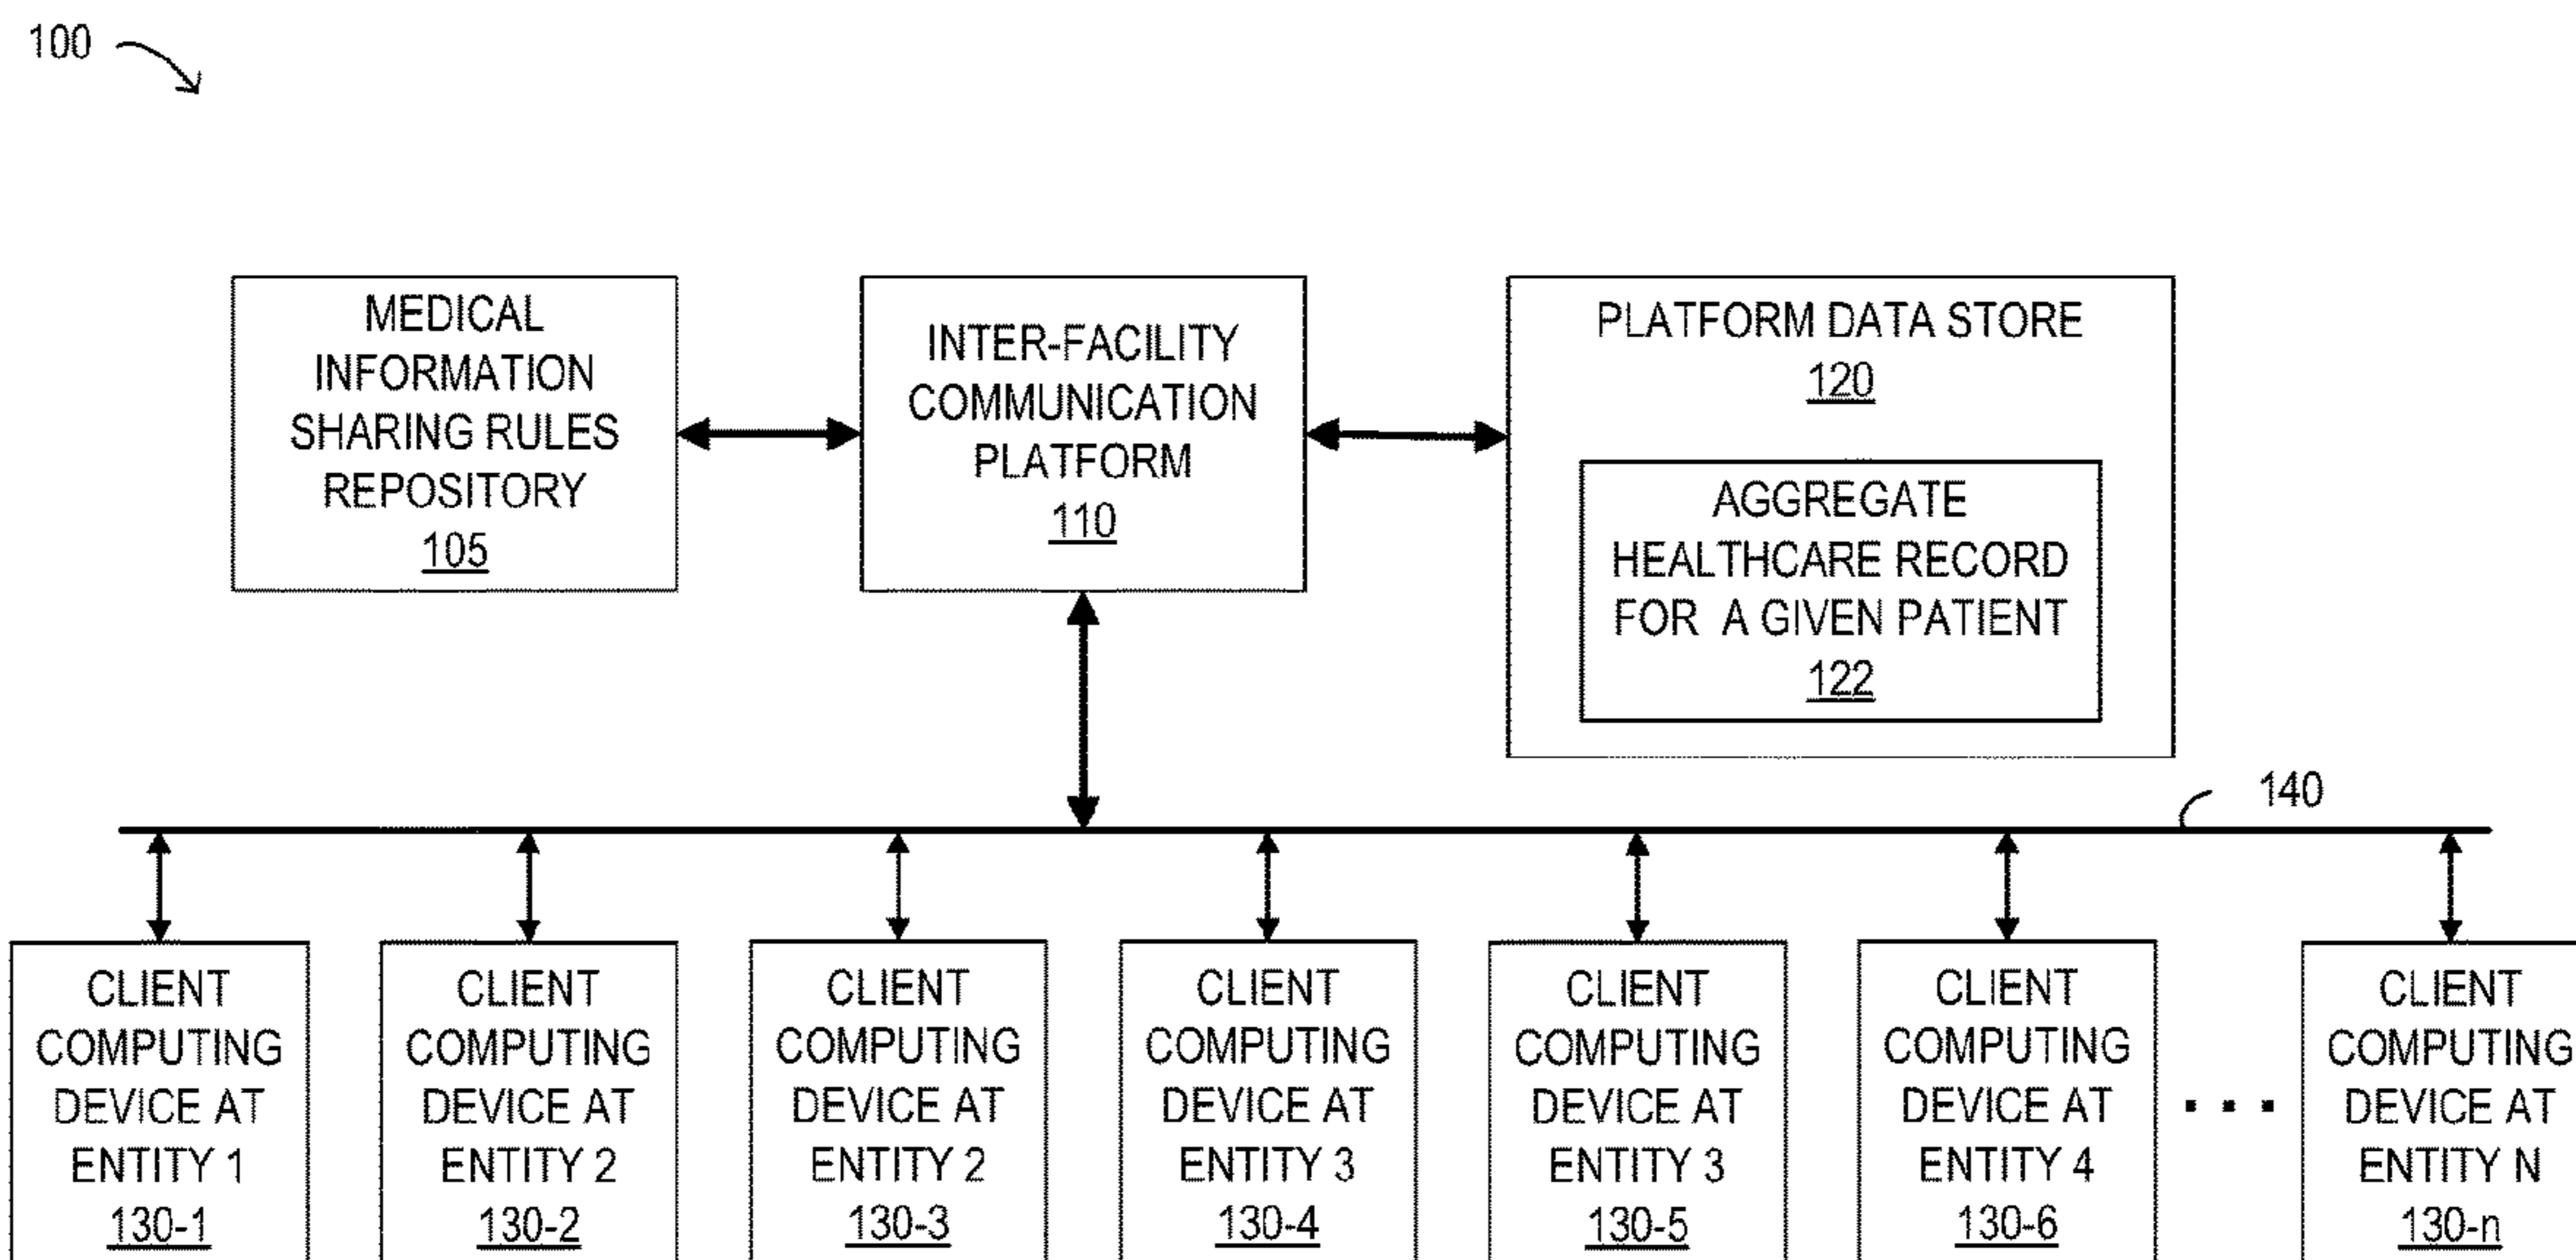 100
MEDICAL
INFORMATION
SHARING RULES
REPOSITORY
105
INTER-FACILITY
COMMUNICATION
PLATFORM
110
PLATFORM DATA STORE
120
AGGREGATE
HEALTHCARE RECORD
FOR A GIVEN PATIENT
122
140
CLIENT
COMPUTING
DEVICE AT
ENTITY 1
130-1
CLIENT
COMPUTING
DEVICE AT
ENTITY 2
130-2
CLIENT
COMPUTING
DEVICE AT
ENTITY 2
130-3
CLIENT
COMPUTING
DEVICE AT
ENTITY 3
130-4
CLIENT
COMPUTING
DEVICE AT
ENTITY 3
130-5
CLIENT
COMPUTING
DEVICE AT
ENTITY 4
130-6
. . .
CLIENT
COMPUTING
DEVICE AT
ENTITY N
130-n